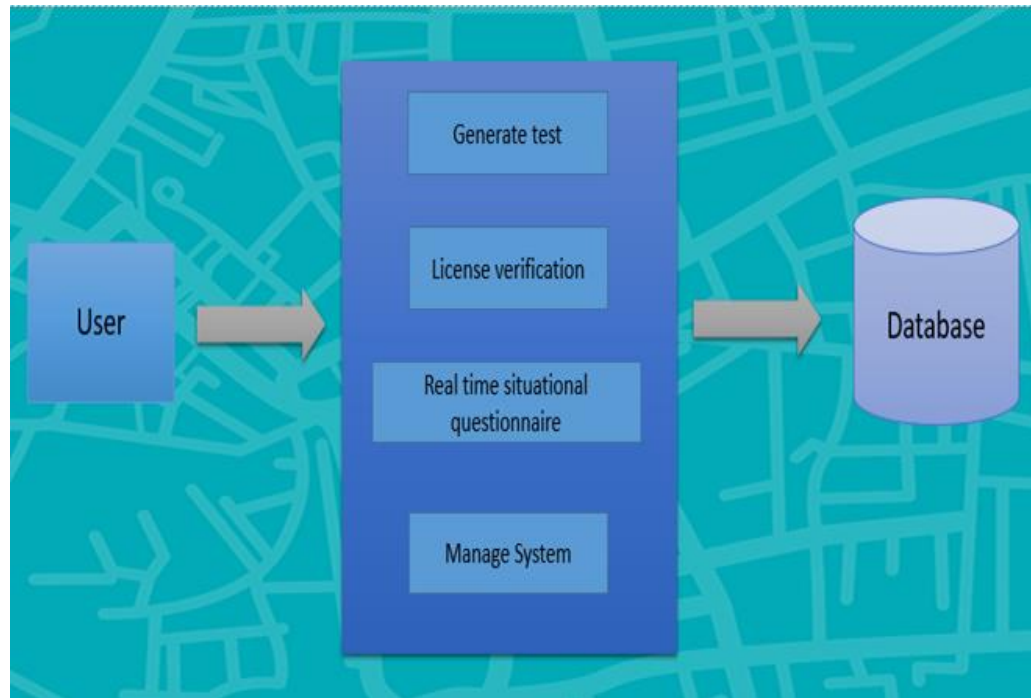 User
Generate test
License verification
Real time situational
questionnaire
Manage System
Database